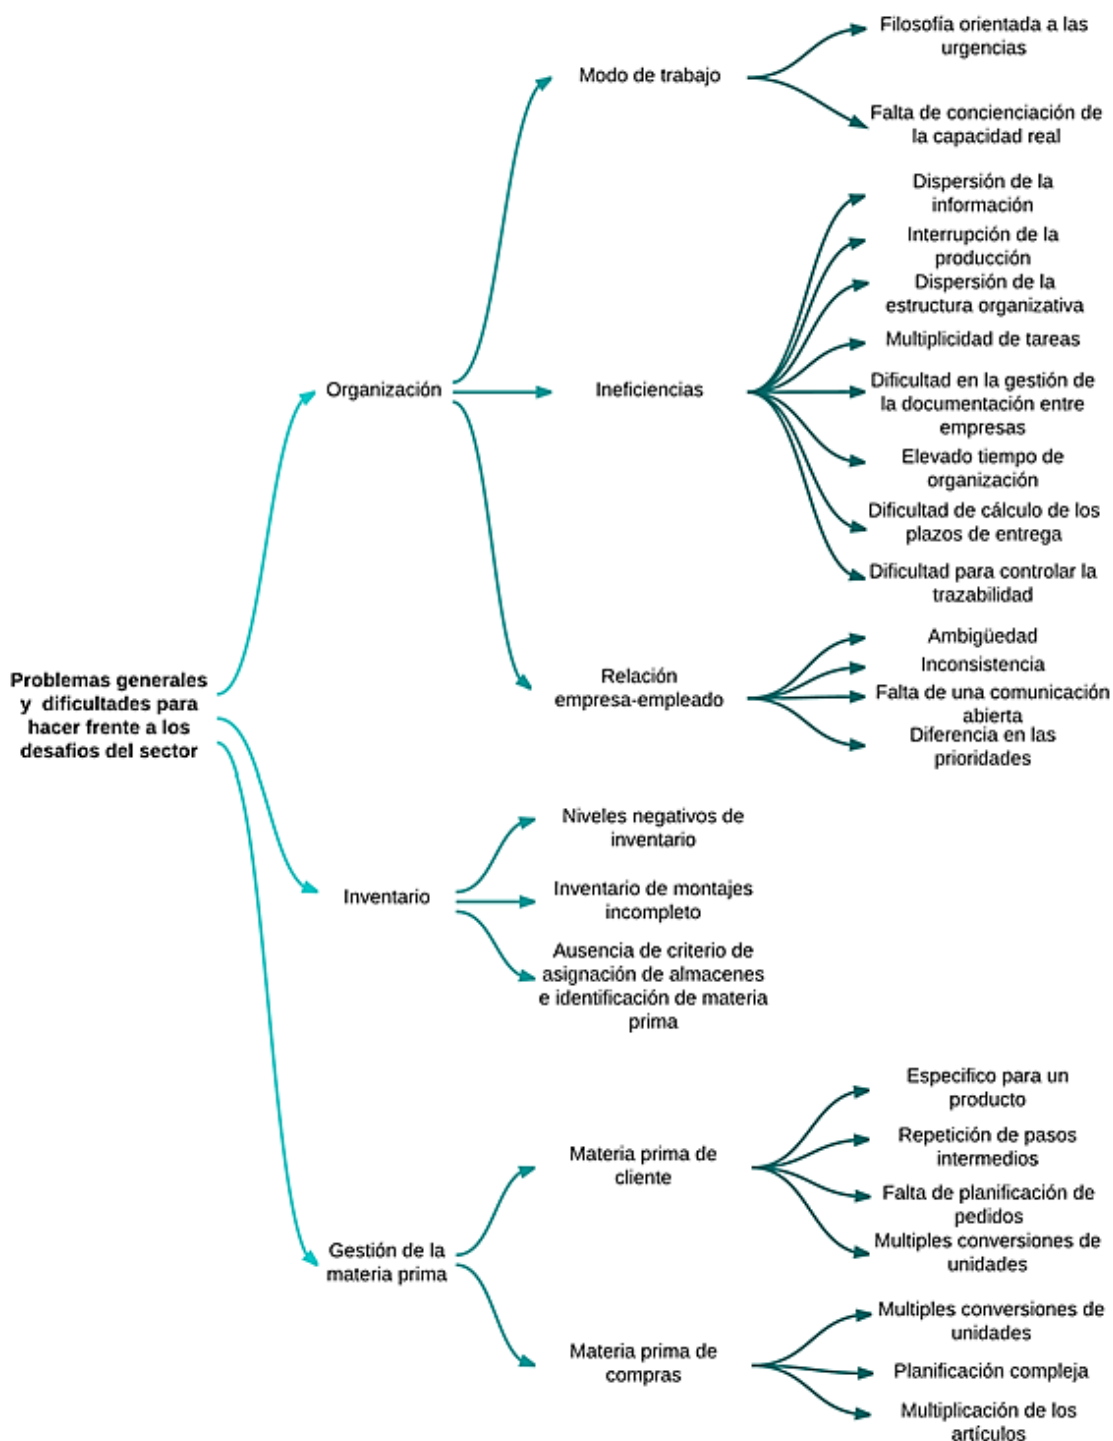 Problemas generales
y dificultades para
hacer frente a los
desafios del sector
Organización
Modo de trabajo
Filosofía orientada a las
urgencias
Falta de concienciación de
la capacidad real
Ineficiencias
Dispersión de la
información
Interrupción de la
producción
Dispersión de la
estructura organizativa
Multiplicidad de tareas
Dificultad en la gestión de
la documentación entre
empresas
Elevado tiempo de
organización
Dificultad de cálculo de los
plazos de entrega
Dificultad para controlar la
trazabilidad
Relación
empresa-empleado
Ambigüedad
Inconsistencia
Falta de una comunicación
abierta
Diferencia en las
prioridades
Inventario
Niveles negativos de
inventario
Inventario de montajes
incompleto
Ausencia de criterio de
asignación de almacenes
e identificación de materia
prima
Gestión de la
materia prima
Materia prima de
cliente
Especifico para un
producto
Repetición de pasos
intermedios
Falta de planificación de
pedidos
Multiples conversiones de
unidades
Materia prima de
compras
Multiples conversiones de
unidades
Planificación compleja
Multiplicación de los
artículos